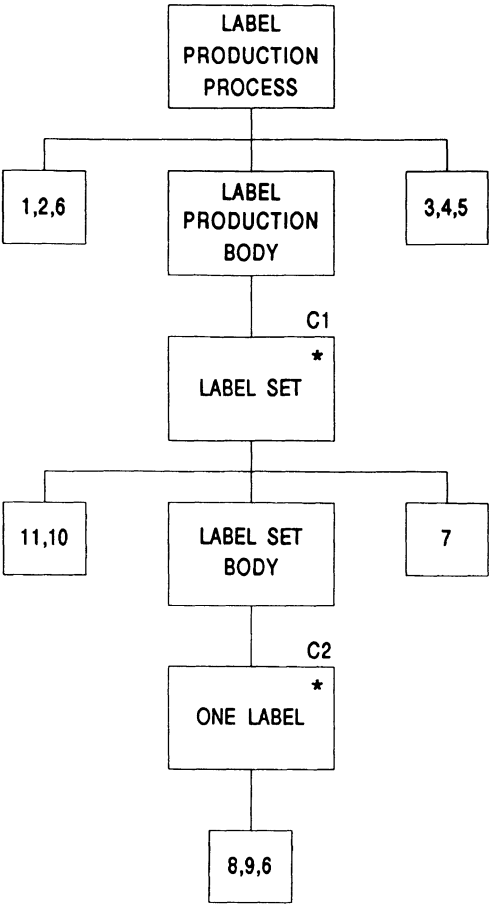 LABEL
PRODUCTION
PROCESS
1,2,6
LABEL
PRODUCTION
BODY
3,4,5
C1
*
LABEL SET
11,10
LABEL SET
BODY
7
C2
*
ONE LABEL
8,9,6